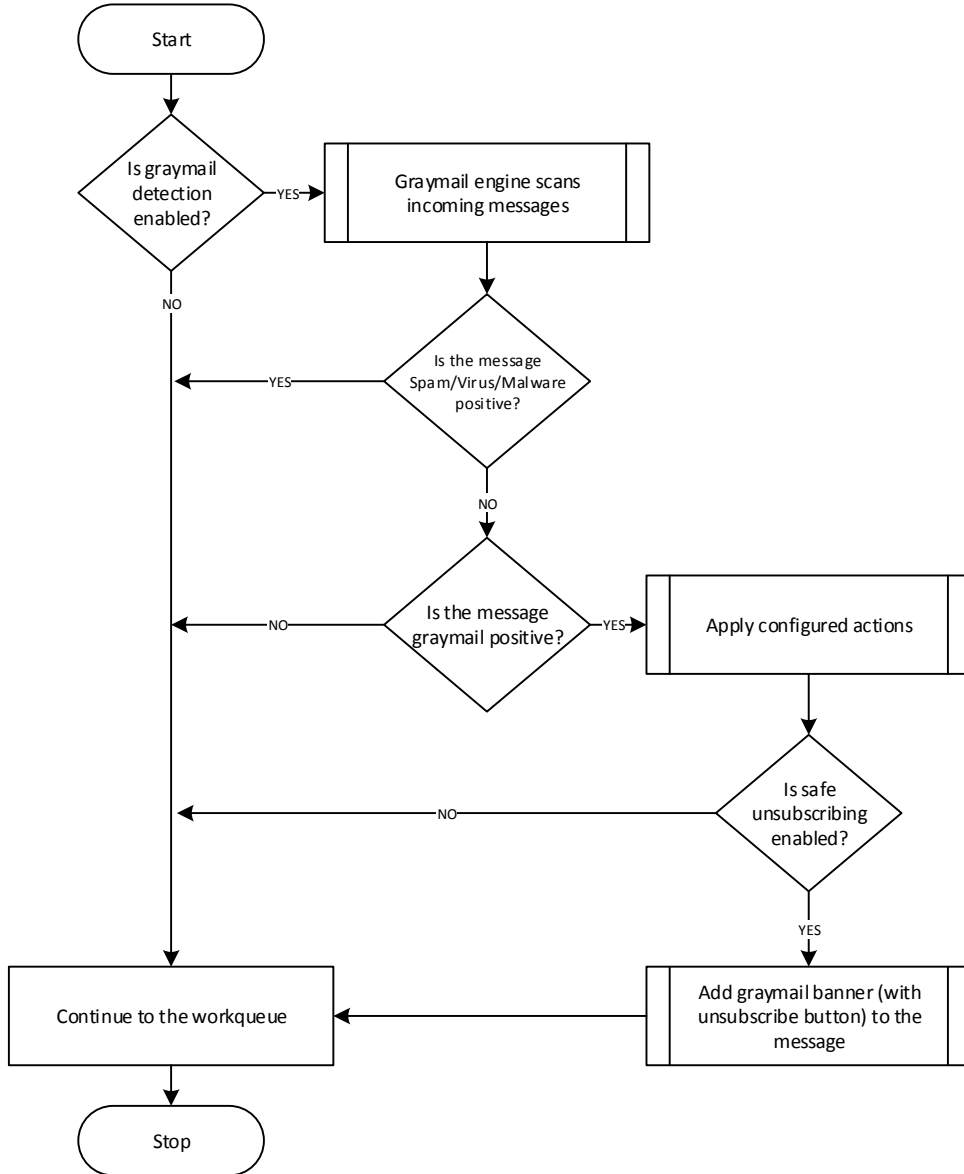 Start
Is graymail
detection
enabled?
YES
Graymail engine scans
incoming messages
NO
Is the message
Spam/Virus/Malware
positive?
YES
NO
Is the message
graymail positive?
NO
YES
Apply configured actions
Is safe
unsubscribing
enabled?
NO
YES
Continue to the workqueue
Add graymail banner (with
unsubscribe button) to the
message
Stop